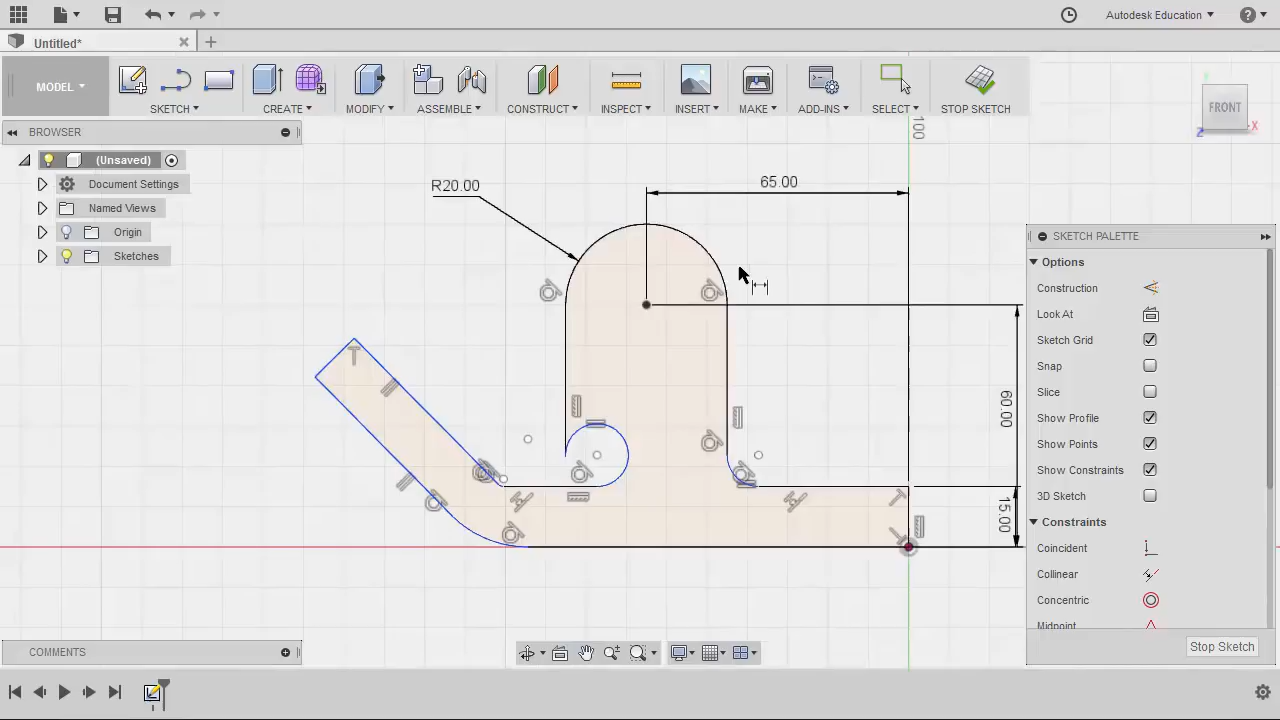 Autodesk Education
Untitled*
MODEL
SKETCH
CREATE
MODIFY
ASSEMBLE
CONSTRUCT
INSPECT
INSERT
MAKE
ADD-INS
SELECT
STOP SKETCH
BROWSER
(Unsaved)
Document Settings
Named Views
Origin
Sketches
100
FRONT
X
Z
R20.00
65.00
60.00
15.00
SKETCH PALETTE
Options
Construction
Look At
Sketch Grid
Snap
Slice
Show Profile
Show Points
Show Constraints
3D Sketch
Constraints
Coincident
Collinear
Concentric
Midpoint
Stop Sketch
COMMENTS